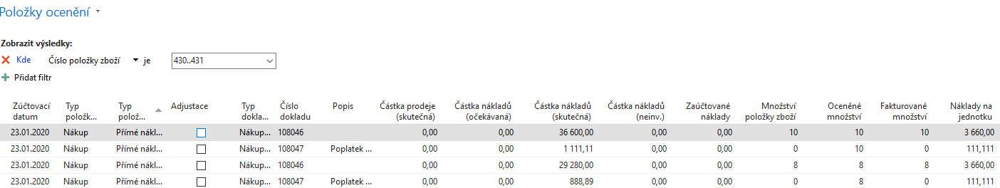 Položky ocenění
Zobrazit výsledky:
Kde Číslo položky zboží je 430..431
Přidat filtr
Zúčtovací datum Typ položk... Typ polož... Adjustace Typ dokla... Číslo dokladu Popis Částka prodeje (skutečná) Částka nákladů (očekávaná) Částka nákladů (skutečná) Částka nákladů (neinv.) Zaúčtované náklady Množství položky zboží Oceněné množství Fakturované množství Náklady na jednotku
23.01.2020 Nákup Přímé nákl... Nákup... 108046 0,00 0,00 36 600,00 0,00 0,00 10 10 10 3 660,00
23.01.2020 Nákup Přímé nákl... Nákup... 108047 Poplatek ... 0,00 0,00 1 111,11 0,00 0,00 0 10 0 111,111
23.01.2020 Nákup Přímé nákl... Nákup... 108046 0,00 0,00 29 280,00 0,00 0,00 8 8 8 3 660,00
23.01.2020 Nákup Přímé nákl... Nákup... 108047 Poplatek ... 0,00 0,00 888,89 0,00 0,00 0 8 0 111,111